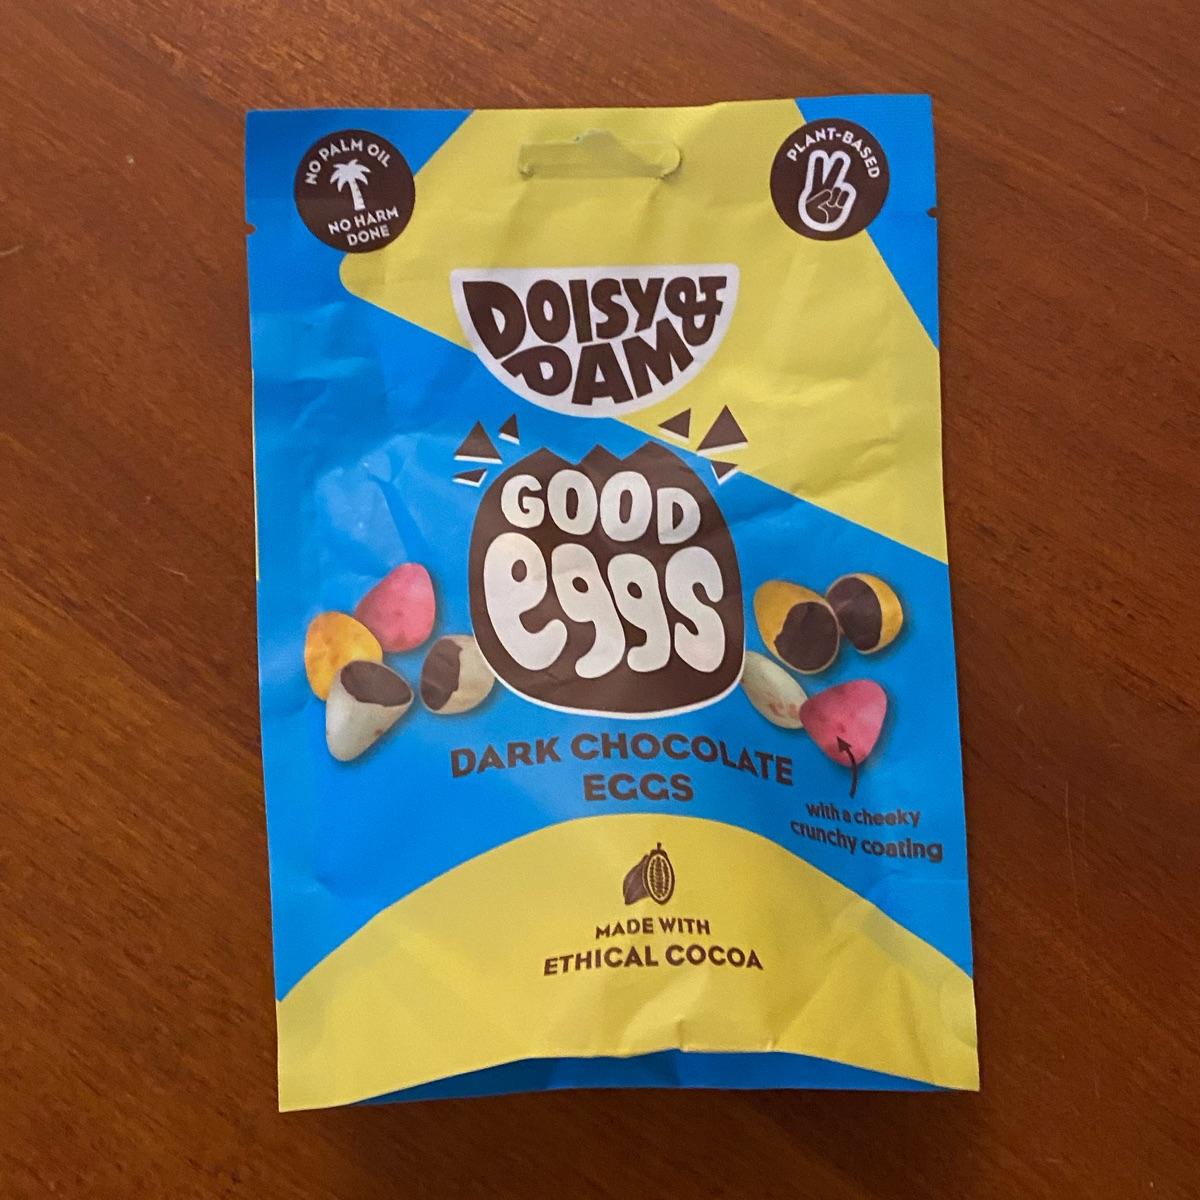 NO PALM OIL
NO HARM
DONE
PLANT-BASED
DOISY &
DAM
GOOD
eggs
DARK CHOCOLATE
EGGS
with a cheeky
crunchy coating
MADE WITH
ETHICAL COCOA